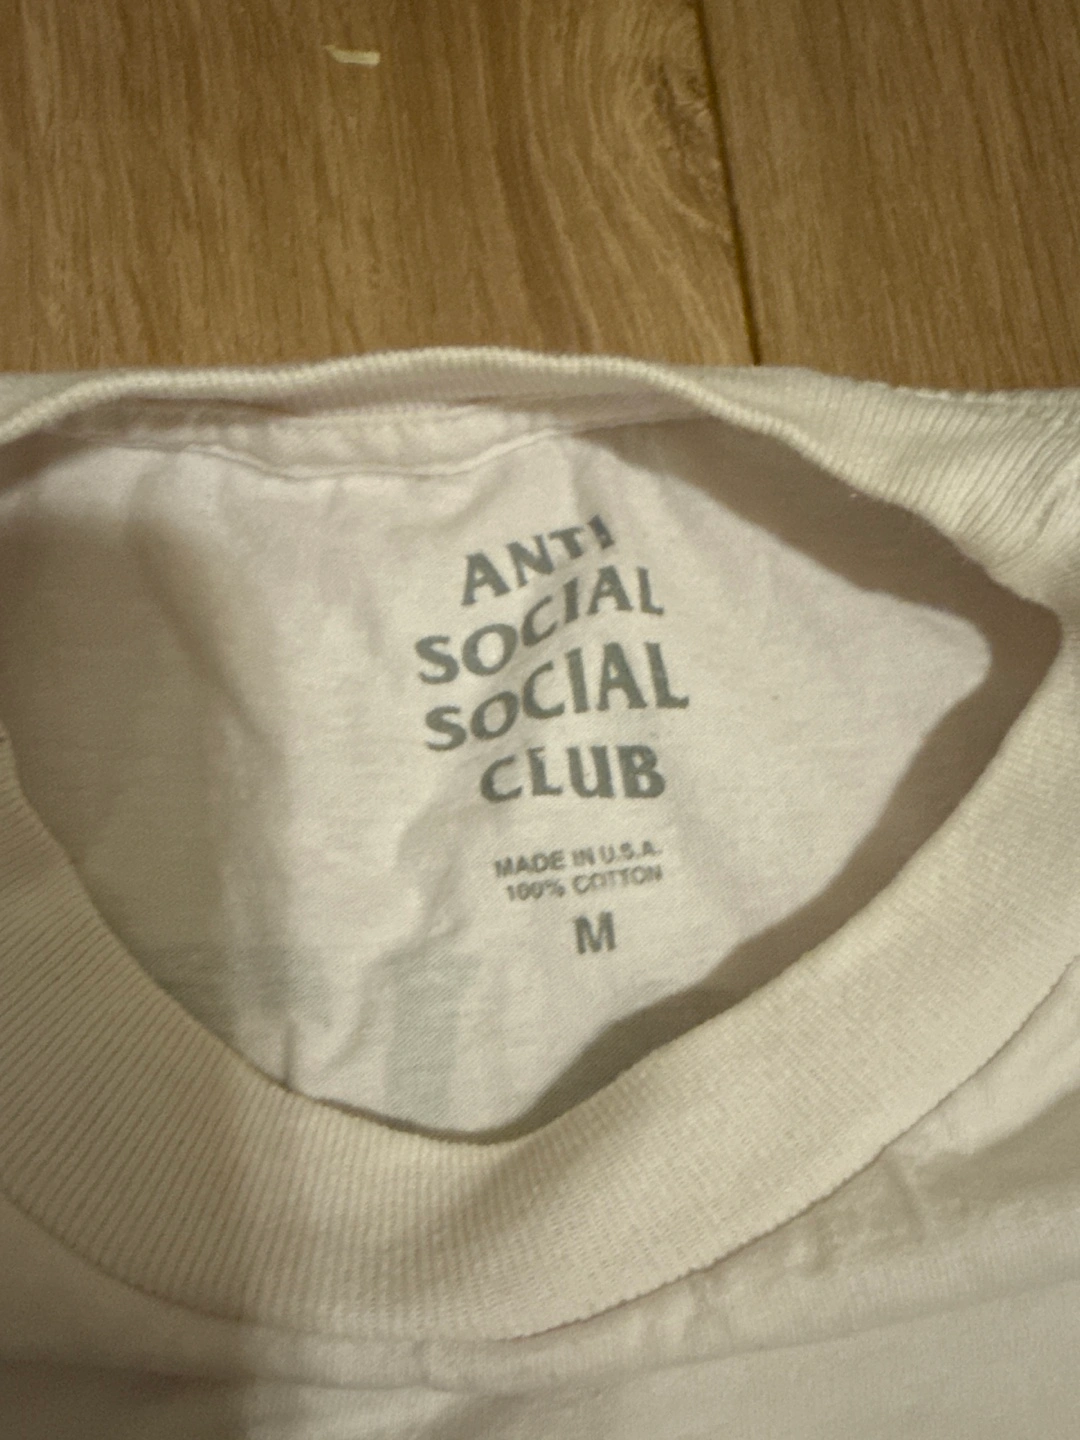 ANTI
SOCIAL
SOCIAL
CLUB
MADE IN U.S.A.
100% COTTON
M